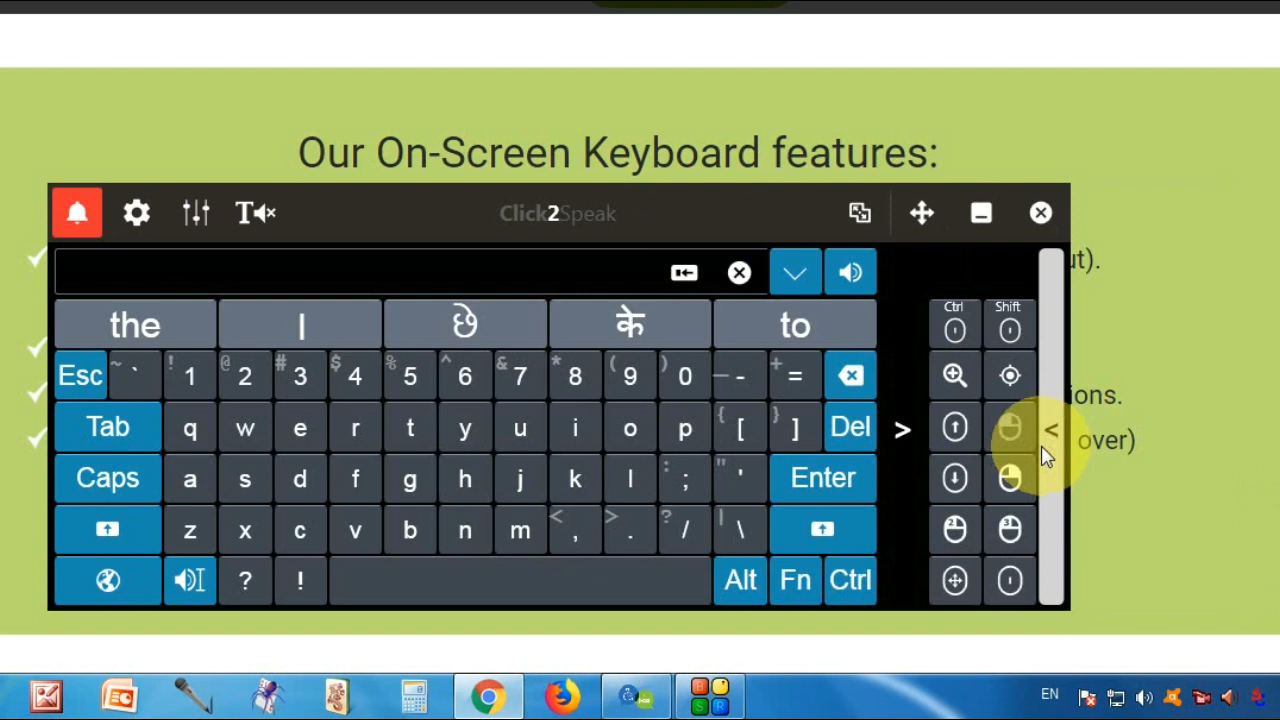 Our On-Screen Keyboard features:
T Click2Speak
ut).
the | છે के to Ctrl Shift
Esc ~ ` ! 1 @ 2 # 3 $ 4 % 5 ^ 6 & 7 * 8 ( 9 ) 0 _ - + =
ions.
Tab q w e r t y u i o p { [ } ] Del > <
over)
Caps a s d f g h j k l : ; " ' Enter
z x c v b n m < , > . ? / | \
? ! Alt Fn Ctrl
EN